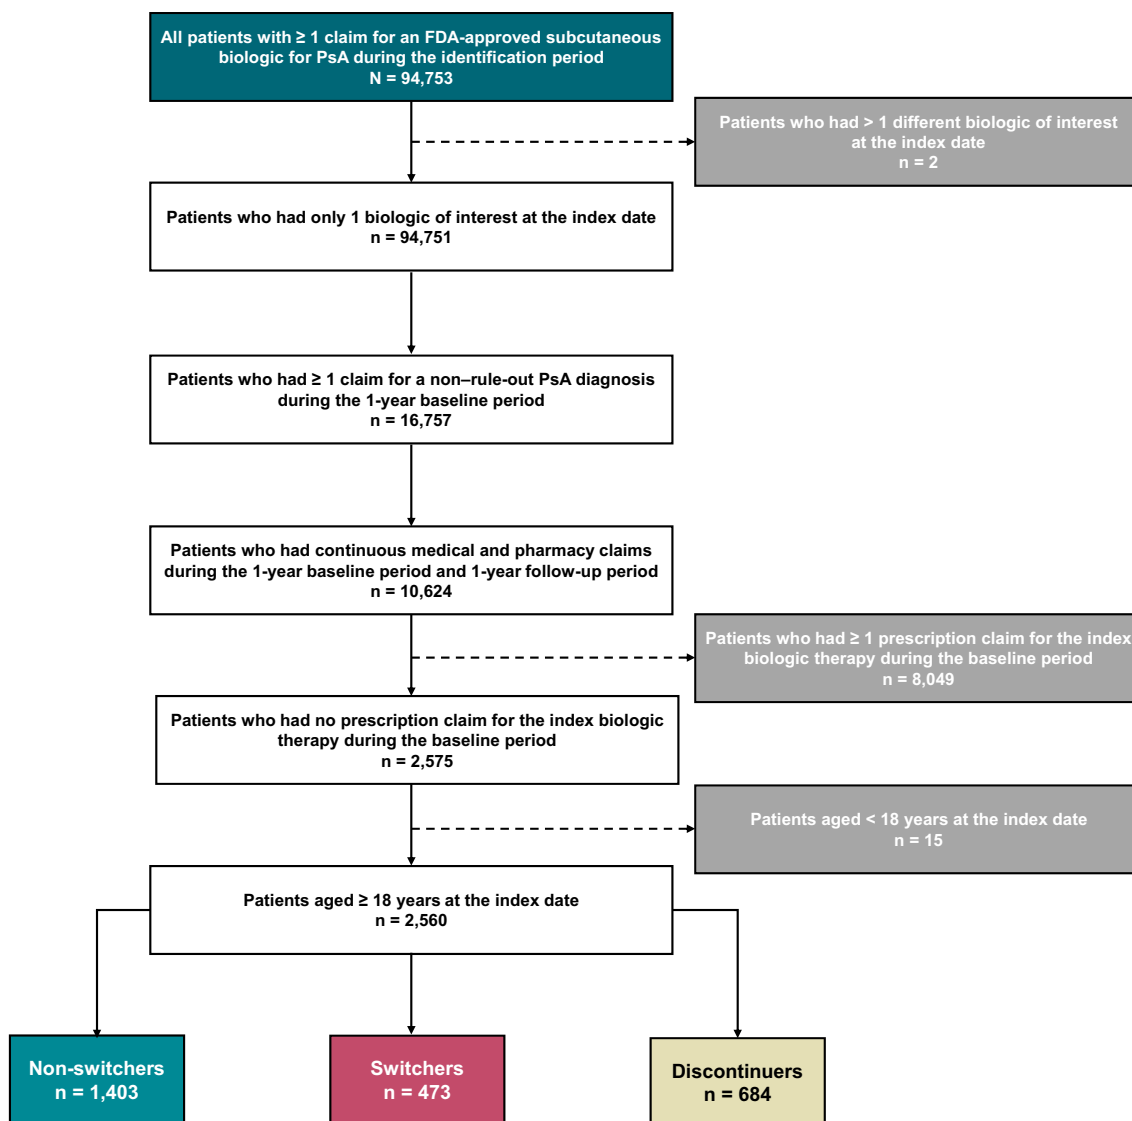 All patients with ≥ 1 claim for an FDA-approved subcutaneous
biologic for PsA during the identification period
N = 94,753
Patients who had > 1 different biologic of interest
at the index date
n = 2
Patients who had only 1 biologic of interest at the index date
n = 94,751
Patients who had ≥ 1 claim for a non–rule-out PsA diagnosis
during the 1-year baseline period
n = 16,757
Patients who had continuous medical and pharmacy claims
during the 1-year baseline period and 1-year follow-up period
n = 10,624
Patients who had ≥ 1 prescription claim for the index
biologic therapy during the baseline period
n = 8,049
Patients who had no prescription claim for the index biologic
therapy during the baseline period
n = 2,575
Patients aged < 18 years at the index date
n = 15
Patients aged ≥ 18 years at the index date
n = 2,560
Non-switchers
n = 1,403
Switchers
n = 473
Discontinuers
n = 684